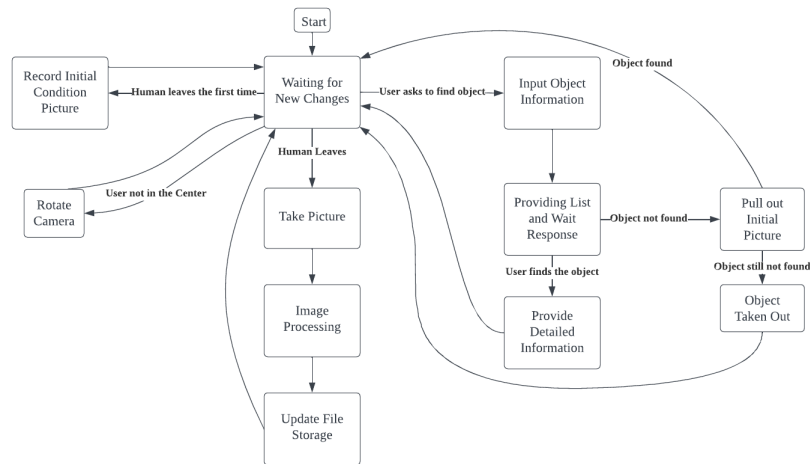 Start
Object found
Record Initial
Condition
Picture
Human leaves the first time
Waiting for
New Changes
User asks to find object
Input Object
Information
Human Leaves
User not in the Center
Rotate
Camera
Take Picture
Providing List
and Wait
Response
Object not found
Pull out
Initial
Picture
User finds the object
Object still not found
Image
Processing
Provide
Detailed
Information
Object
Taken Out
Update File
Storage